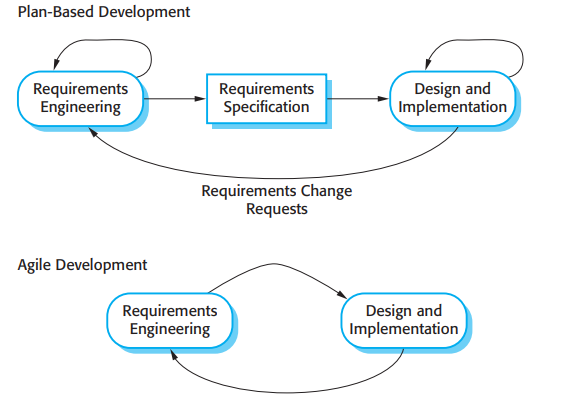 Plan-Based Development
Requirements
Engineering
Requirements
Specification
Design and
Implementation
Requirements Change
Requests
Agile Development
Requirements
Engineering
Design and
Implementation